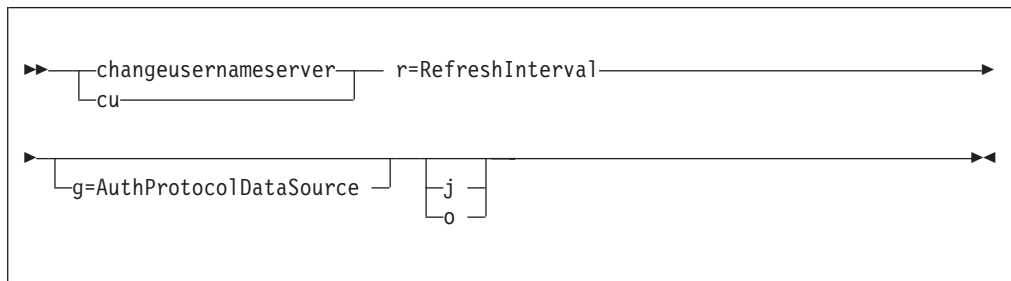 changeusernameserver r=RefreshInterval
cu
g=AuthProtocolDataSource j
o